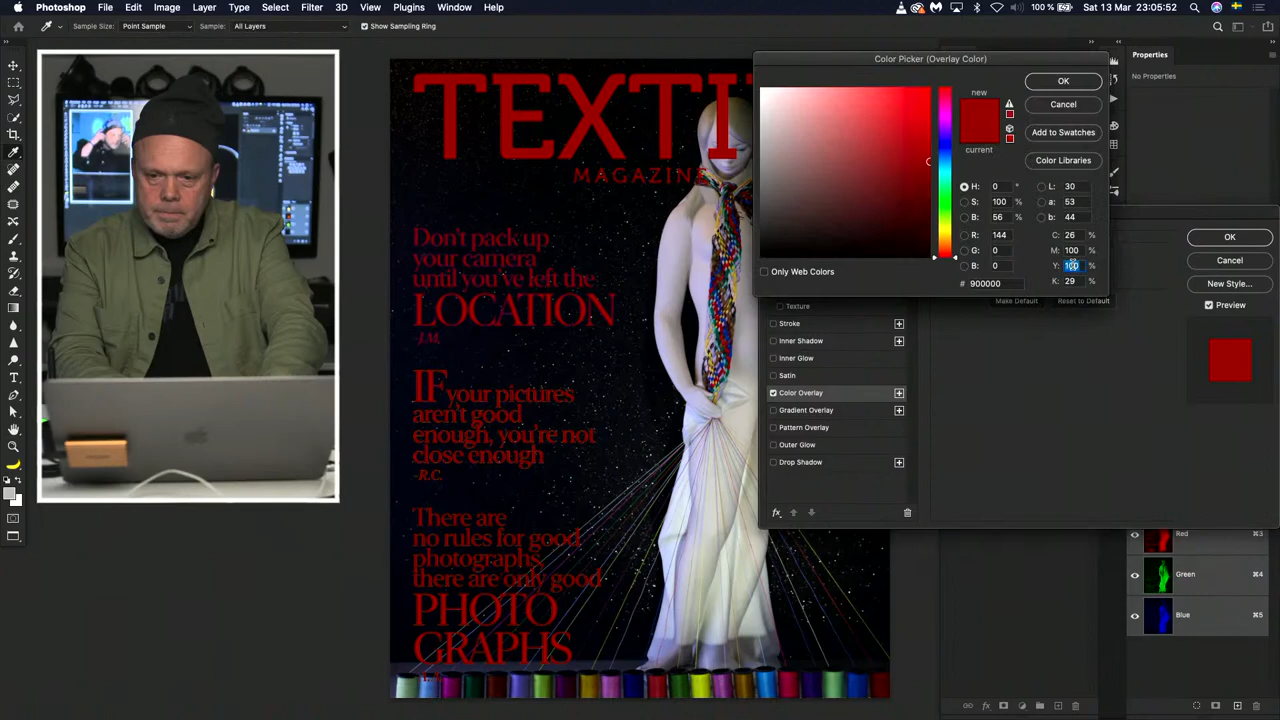 Photoshop File Edit Image Layer Type Select Filter 3D View Plugins Window Help 100 % Sat 13 Mar 23:05:52
Sample Size: Point Sample Sample: All Layers Show Sampling Ring
Properties
No Properties
TEXTI
MAGAZINE
Don't pack up
your camera
until you've left the
LOCATION
-J.M.
IF your pictures
aren't good
enough, you're not
close enough
-R.C.
There are
no rules for good
photographs,
there are only good
PHOTO
GRAPHS
Color Picker (Overlay Color)
new
current
OK
Cancel
Add to Swatches
Color Libraries
H: 0 °
S: 100 %
B: 56 %
R: 144
G: 0
B: 0
# 900000
L: 30
a: 53
b: 44
C: 26 %
M: 100 %
Y: 100 %
K: 29 %
Only Web Colors
Make Default Reset to Default
Texture
Stroke
Inner Shadow
Inner Glow
Satin
Color Overlay
Gradient Overlay
Pattern Overlay
Outer Glow
Drop Shadow
fx
OK
Cancel
New Style...
Preview
Red ⌘3
Green ⌘4
Blue ⌘5
fx